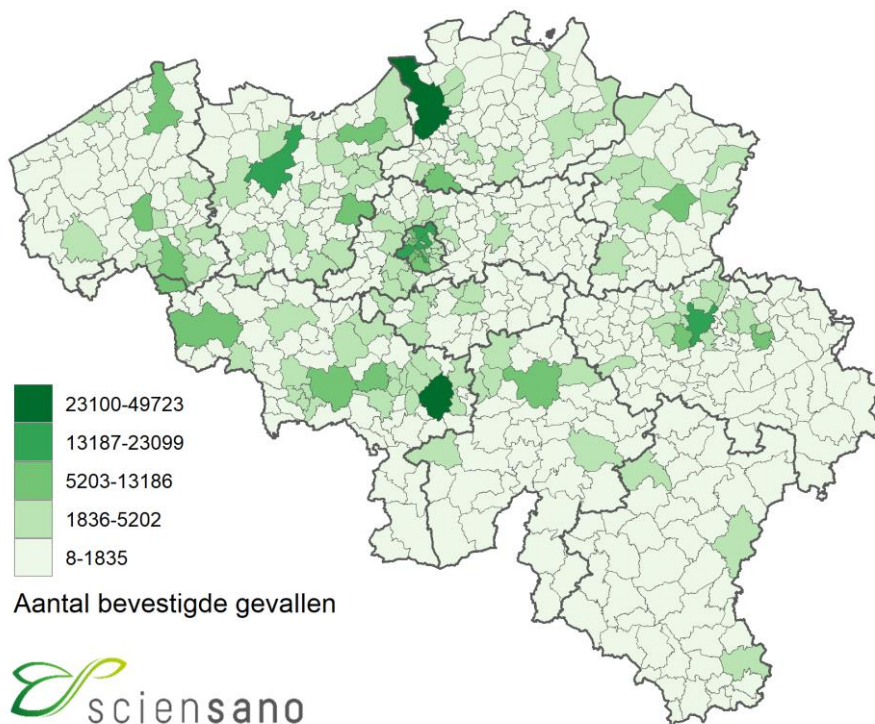 23100-49723
13187-23099
5203-13186
1836-5202
8-1835
Aantal bevestigde gevallen
sciensano